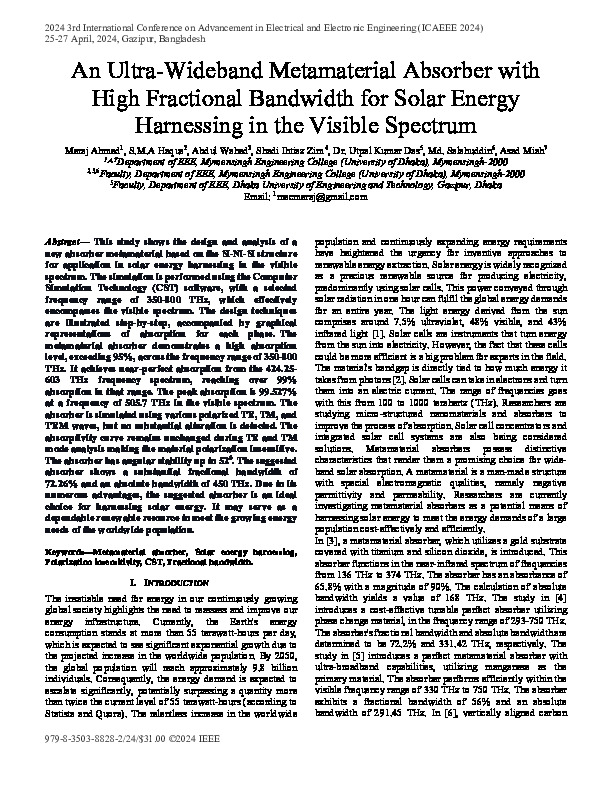 2024 3rd International Conference on Advancement in Electrical and Electronic Engineering (ICAEEE 2024)
25-27 April, 2024, Gazipur, Bangladesh
An Ultra-Wideband Metamaterial Absorber with
High Fractional Bandwidth for Solar Energy
Harnessing in the Visible Spectrum
Meraj Ahmed1, S.M.A Haque2, Abdul Wahed3, Shadi Ihtiaz Zim4, Dr. Utpal Kumar Das5, Md. Salahuddin6, Asad Miah7
1,4,7Department of EEE, Mymensingh Engineering College (University of Dhaka), Mymensingh-2000
Faculty, Department of EEE, Mymensingh Engineering College (University of Dhaka), Mymensingh-2000
5Faculty, Department of EEE, Dhaka University of Engineering and Technology, Gazipur, Dhaka
Email: 1mecmeraj@gmail.com
Abstract— This study shows the design and analysis of a
new absorber metamaterial based on the Si-Ni-Si structure
for application in solar energy harnessing in the visible
spectrum. The simulation is performed using the Computer
Simulation Technology (CST) software, with a selected
frequency range of 350-800 THz, which effectively
encompasses the visible spectrum. The design techniques
are illustrated step-by-step, accompanied by graphical
representations of absorption for each phase. The
metamaterial absorber demonstrates a high absorption
level, exceeding 95%, across the frequency range of 350-800
THz. It achieves near-perfect absorption from the 424.25-
603 THz frequency spectrum, reaching over 99%
absorption in that range. The peak absorption is 99.527%
at a frequency of 505.7 THz in the visible spectrum. The
absorber is simulated using various polarized TE, TM, and
TEM waves, but no substantial alteration is detected. The
absorptivity curve remains unchanged during TE and TM
mode analysis making the material polarization insensitive.
The absorber has angular stability up to 52°. The suggested
absorber shows a substantial fractional bandwidth of
72.26% and an absolute bandwidth of 450 THz. Due to its
numerous advantages, the suggested absorber is an ideal
choice for harnessing solar energy. It may serve as a
dependable renewable resource to meet the growing energy
needs of the worldwide population.
Keywords—Metamaterial absorber, Solar energy harnessing,
Polarization insensitivity, CST, Fractional bandwidth.
I. INTRODUCTION
The insatiable need for energy in our continuously growing
global society highlights the need to reassess and improve our
energy infrastructure. Currently, the Earth's energy
consumption stands at more than 55 terawatt-hours per day,
which is expected to see significant exponential growth due to
the projected increase in the worldwide population. By 2050,
the global population will reach approximately 9.8 billion
individuals. Consequently, the energy demand is expected to
escalate significantly, potentially surpassing a quantity more
than twice the current level of 55 terawatt-hours (according to
Statista and Quora). The relentless increase in the worldwide
population and continuously expanding energy requirements
have heightened the urgency for inventive approaches to
renewable energy extraction. Solar energy is widely recognized
as a precious renewable source for producing electricity,
predominantly using solar cells. This power conveyed through
solar radiation in one hour can fulfil the global energy demands
for an entire year. The light energy derived from the sun
comprises around 7.5% ultraviolet, 48% visible, and 43%
infrared light [1]. Solar cells are instruments that turn energy
from the sun into electricity. However, the fact that these cells
could be more efficient is a big problem for experts in the field.
The material's bandgap is directly tied to how much energy it
takes from photons [2]. Solar cells can take in electrons and turn
them into an electric current. The range of frequencies goes
with this from 100 to 1000 terahertz (THz). Researchers are
studying micro-structured nanomaterials and absorbers to
improve the process of absorption. Solar cell concentrators and
integrated solar cell systems are also being considered
solutions. Metamaterial absorbers possess distinctive
characteristics that render them a promising choice for wide-
band solar absorption. A metamaterial is a man-made structure
with special electromagnetic qualities, namely negative
permittivity and permeability. Researchers are currently
investigating metamaterial absorbers as a potential means of
harnessing solar energy to meet the energy demands of a large
population cost-effectively and efficiently.
In [3], a metamaterial absorber, which utilizes a gold substrate
covered with titanium and silicon dioxide, is introduced. This
absorber functions in the near-infrared spectrum of frequencies
from 136 THz to 374 THz. The absorber has an absorbance of
65.8% with a magnitude of 90%. The calculation of absolute
bandwidth yields a value of 168 THz. The study in [4]
introduces a cost-effective tunable perfect absorber utilizing
phase change material, in the frequency range of 293-750 THz.
The absorber's fractional bandwidth and absolute bandwidth are
determined to be 72.2% and 331.42 THz, respectively. The
study in [5] introduces a perfect metamaterial absorber with
ultra-broadband capabilities, utilizing manganese as the
primary material. The absorber performs efficiently within the
visible frequency range of 330 THz to 750 THz. The absorber
exhibits a fractional bandwidth of 56% and an absolute
bandwidth of 291.45 THz. In [6], vertically aligned carbon
979-8-3503-8828-2/24/$31.00 ©2024 IEEE